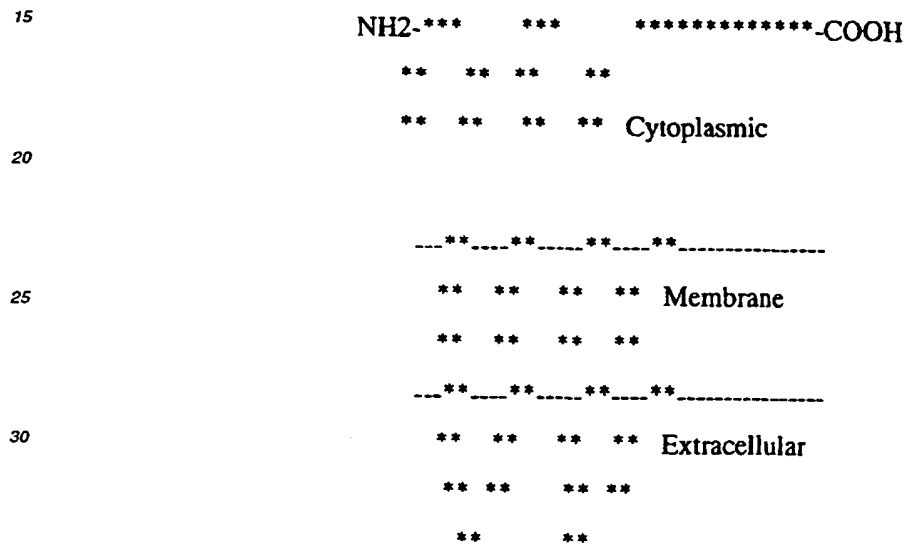 15 NH2-*** *** *************-COOH
** ** ** **
** ** ** ** Cytoplasmic
20
---**----**-----**----**----------------
25 ** ** ** ** Membrane
** ** ** **
---**----**-----**----**----------------
30 ** ** ** ** Extracellular
** ** ** **
** **